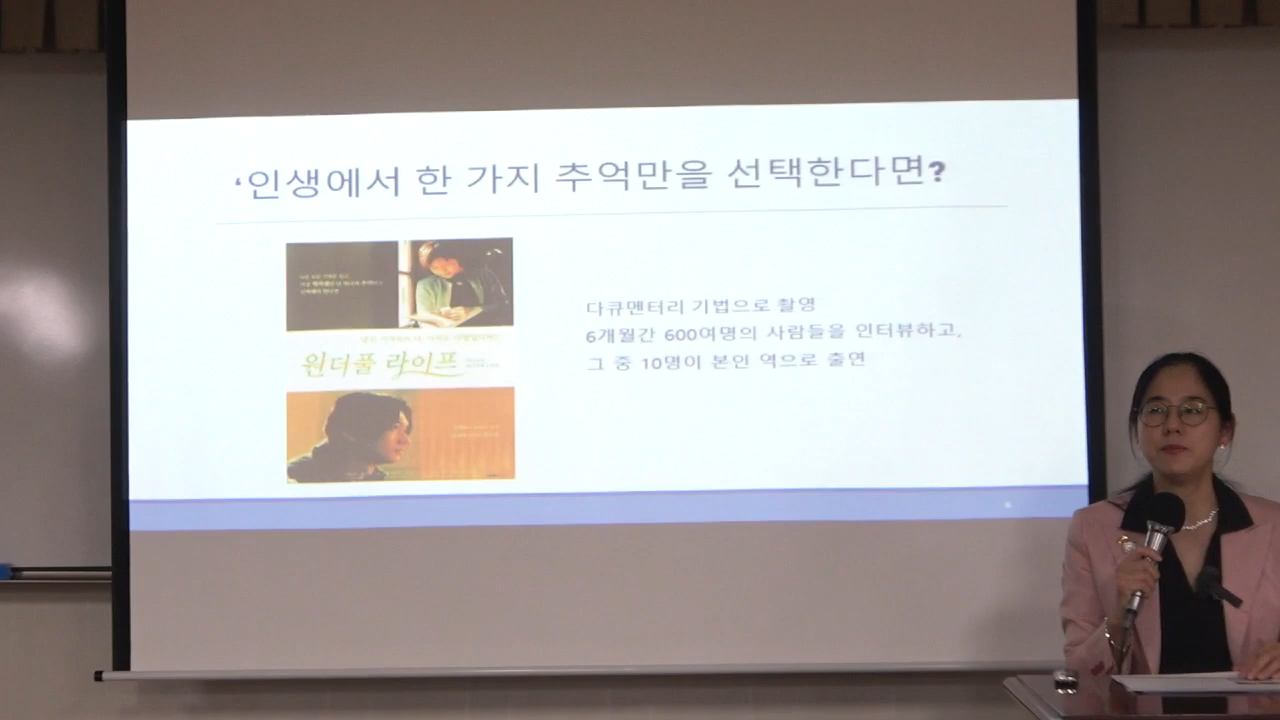 ‘인생에서 한 가지 추억만을 선택한다면?
원더풀 라이프
다큐멘터리 기법으로 촬영
6개월간 600여명의 사람들을 인터뷰하고,
그 중 10명이 본인 역으로 출연